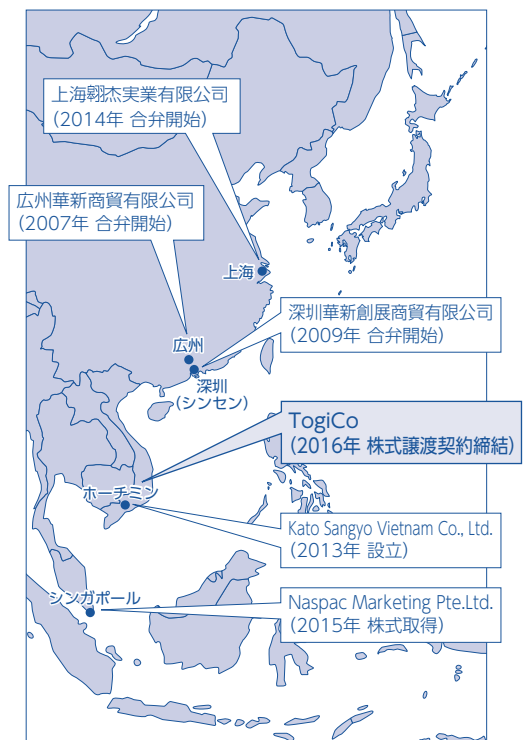 上海翺杰実業有限公司
（2014年 合弁開始）
広州華新商貿有限公司
（2007年 合弁開始）
上海
深圳華新創展商貿有限公司
（2009年 合弁開始）
広州
深圳
（シンセン）
TogiCo
（2016年 株式譲渡契約締結）
ホーチミン
Kato Sangyo Vietnam Co., Ltd.
（2013年 設立）
シンガポール
Naspac Marketing Pte.Ltd.
（2015年 株式取得）